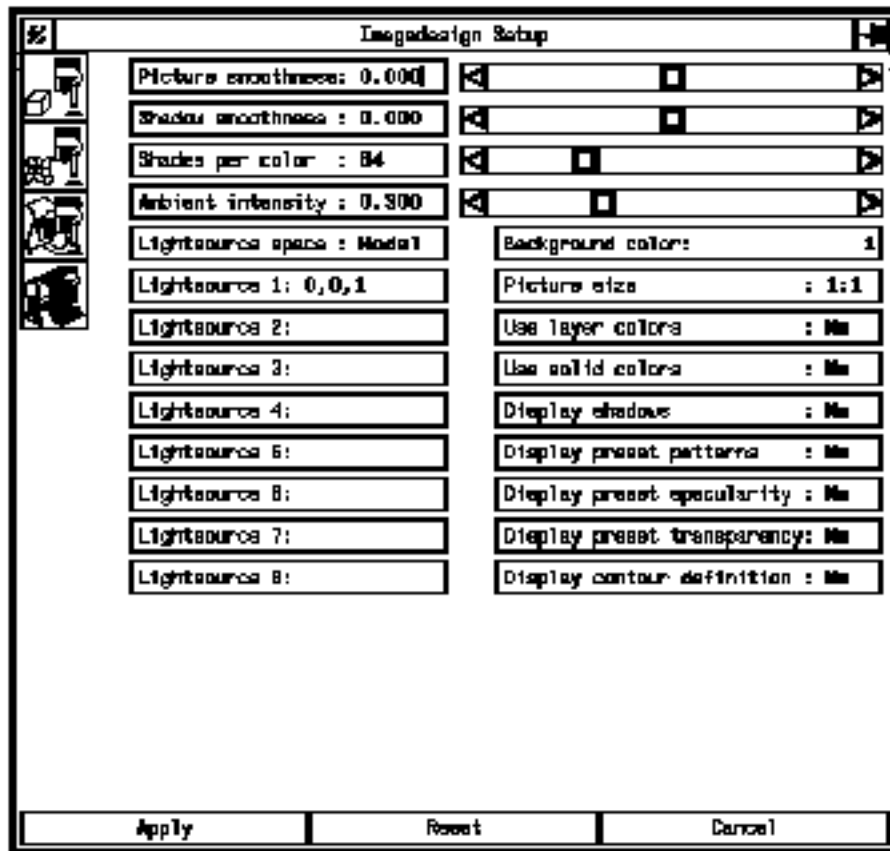 Imagedesign Setup
Picture smoothness: 0.000
Shadow smoothness : 0.000
Shades per color : 64
Ambient intensity : 0.300
Lightsource space : Model
Background color: 1
Lightsource 1: 0,0,1
Picture size : 1:1
Lightsource 2:
Use layer colors : No
Lightsource 3:
Use solid colors : No
Lightsource 4:
Display shadows : No
Lightsource 5:
Display preset patterns : No
Lightsource 6:
Display preset specularity : No
Lightsource 7:
Display preset transparency: No
Lightsource 8:
Display contour definition : No
Apply
Reset
Cancel